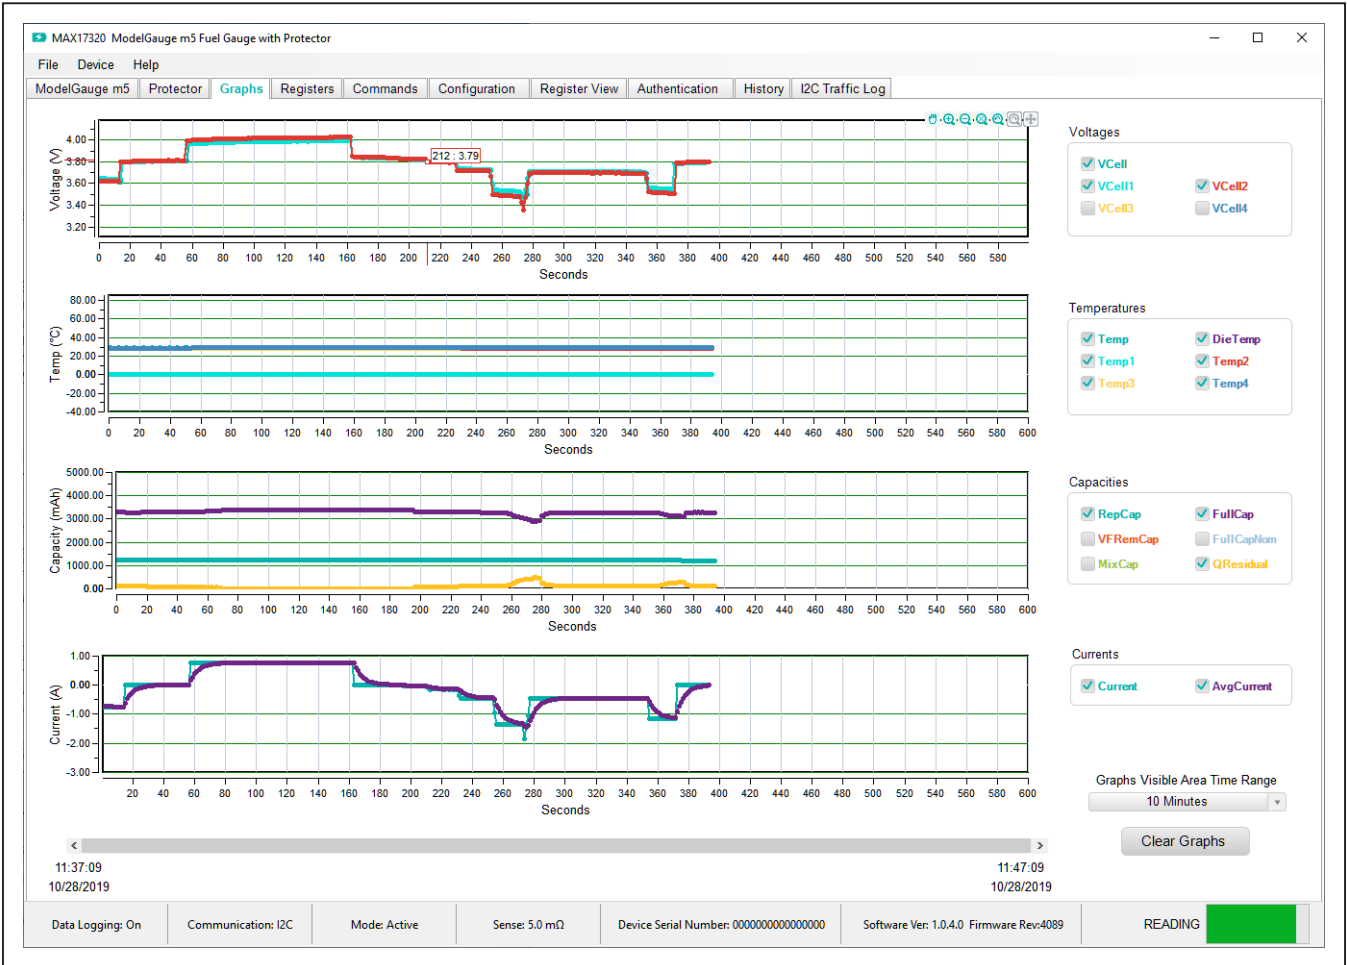 MAX17320 ModelGauge m5 Fuel Gauge with Protector
File Device Help
ModelGauge m5 Protector Graphs Registers Commands Configuration Register View Authentication History I2C Traffic Log
Voltage (V)
4.00
3.80
3.60
3.40
3.20
212 : 3.79
0 20 40 60 80 100 120 140 160 180 200 220 240 260 280 300 320 340 360 380 400 420 440 460 480 500 520 540 560 580
Seconds
Voltages
VCell
VCell1 VCell2
VCell3 VCell4
Temp (°C)
80.00
60.00
40.00
20.00
0.00
-20.00
-40.00
0 20 40 60 80 100 120 140 160 180 200 220 240 260 280 300 320 340 360 380 400 420 440 460 480 500 520 540 560 580 600
Seconds
Temperatures
Temp DieTemp
Temp1 Temp2
Temp3 Temp4
Capacity (mAh)
5000.00
4000.00
3000.00
2000.00
1000.00
0.00
0 20 40 60 80 100 120 140 160 180 200 220 240 260 280 300 320 340 360 380 400 420 440 460 480 500 520 540 560 580 600
Seconds
Capacities
RepCap FullCap
VFRemCap FullCapNom
MixCap QResidual
Current (A)
1.00
0.00
-1.00
-2.00
-3.00
20 40 60 80 100 120 140 160 180 200 220 240 260 280 300 320 340 360 380 400 420 440 460 480 500 520 540 560 580 600
Seconds
Currents
Current AvgCurrent
Graphs Visible Area Time Range
10 Minutes
Clear Graphs
11:37:09 11:47:09
10/28/2019 10/28/2019
Data Logging: On Communication: I2C Mode: Active Sense: 5.0 mΩ Device Serial Number: 0000000000000000 Software Ver: 1.0.4.0 Firmware Rev:4089 READING